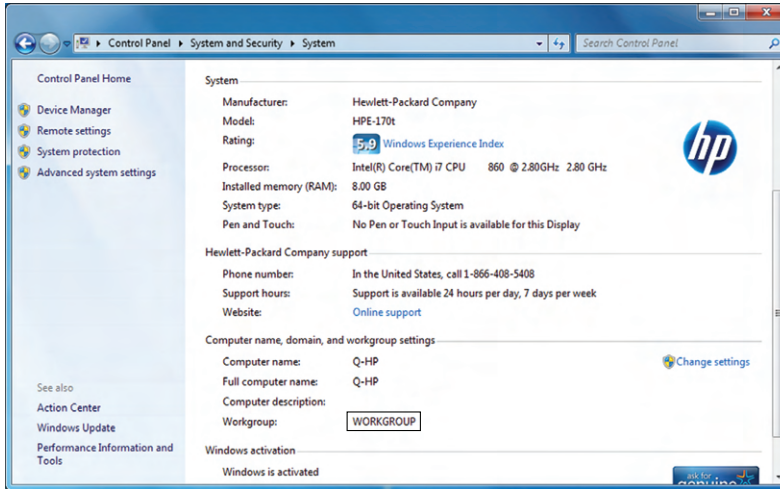 Control Panel ▸ System and Security ▸ System
Search Control Panel
Control Panel Home
Device Manager
Remote settings
System protection
Advanced system settings
See also
Action Center
Windows Update
Performance Information and
Tools
System
Manufacturer: Hewlett-Packard Company
Model: HPE-170t
Rating: 5,9 Windows Experience Index
Processor: Intel(R) Core(TM) i7 CPU 860 @ 2.80GHz 2.80 GHz
Installed memory (RAM): 8.00 GB
System type: 64-bit Operating System
Pen and Touch: No Pen or Touch Input is available for this Display
hp
Hewlett-Packard Company support
Phone number: In the United States, call 1-866-408-5408
Support hours: Support is available 24 hours per day, 7 days per week
Website: Online support
Computer name, domain, and workgroup settings
Computer name: Q-HP
Change settings
Full computer name: Q-HP
Computer description:
Workgroup: WORKGROUP
Windows activation
Windows is activated
ask for
genuine